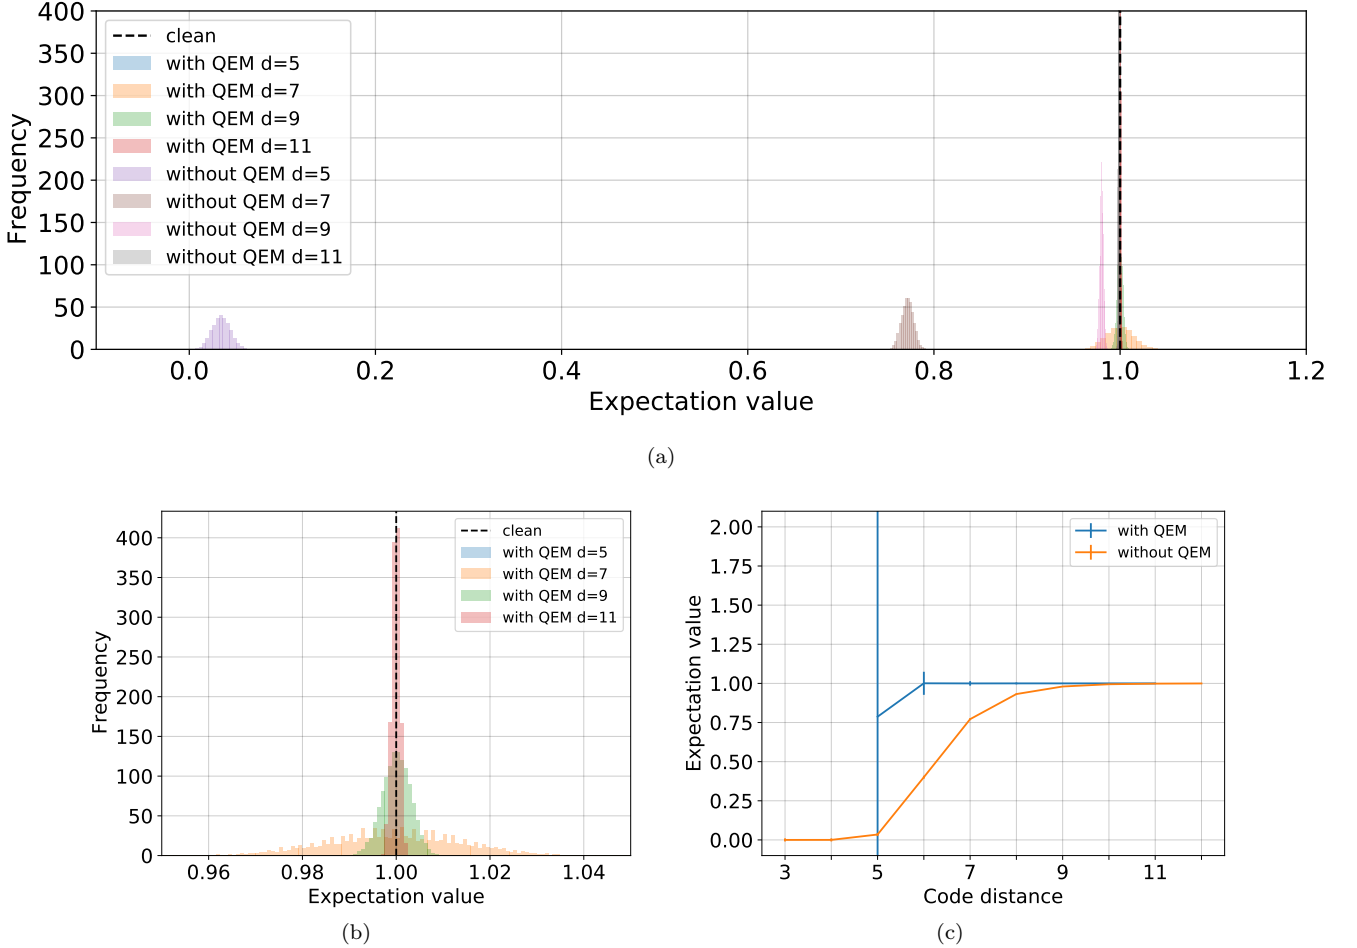 400
350
300
250
200
150
100
50
0
Frequency
clean
with QEM d=5
with QEM d=7
with QEM d=9
with QEM d=11
without QEM d=5
without QEM d=7
without QEM d=9
without QEM d=11
0.0 0.2 0.4 0.6 0.8 1.0 1.2
Expectation value
(a)
400
350
300
250
200
150
100
50
0
Frequency
clean
with QEM d=5
with QEM d=7
with QEM d=9
with QEM d=11
0.96 0.98 1.00 1.02 1.04
Expectation value
(b)
2.00
1.75
1.50
1.25
1.00
0.75
0.50
0.25
0.00
Expectation value
with QEM
without QEM
3 5 7 9 11
Code distance
(c)